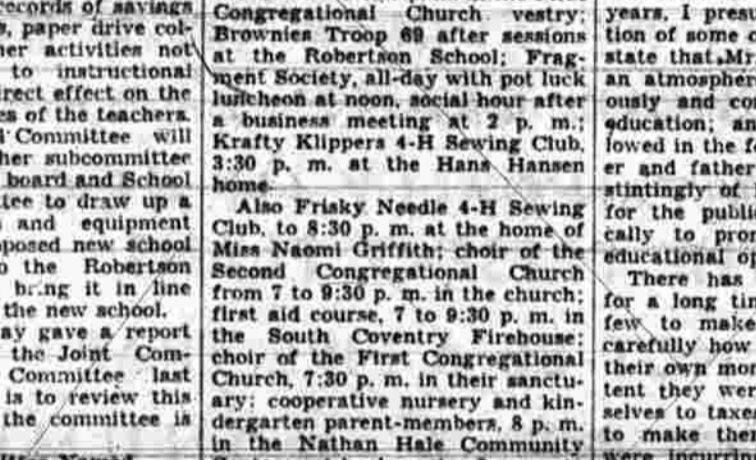 records of savings
s, paper drive col-
her activities not
to instructional
irect effect on the
es of the teachers.
Committee will
her subcommittee
board and School
tee to draw up a
s and equipment
oposed new school
o the Robertson
bring it in line
the new school.
ay gave a report
the Joint Com-
Committee last
is to review this
the committee is
Congregational Church vestry;
Brownies Troop 69 after sessions
at the Robertson School; Frag-
ment Society, all-day with pot luck
luncheon at noon, social hour after
a business meeting at 2 p. m.;
Krafty Klippers 4-H Sewing Club,
3:30 p. m. at the Hans Hansen
home.
Also Frisky Needle 4-H Sewing
Club, to 8:30 p. m. at the home of
Miss Naomi Griffith; choir of the
Second Congregational Church
from 7 to 9:30 p. m. in the church;
first aid course, 7 to 9:30 p. m. in
the South Coventry Firehouse;
choir of the First Congregational
Church, 7:30 p. m. in their sanctu-
ary; cooperative nursery and kin-
dergarten parent-members, 8 p. m.
in the Nathan Hale Community
years, I pres
tion of some o
state that Mr.
an atmospher
ously and co
education; an
lowed in the f
er and father
stintingly of
for the publi
cally to pro
educational op
There has
for a long ti
few to make
carefully how
their own mor
tent they wer
selves to taxe
to make the
were incurring